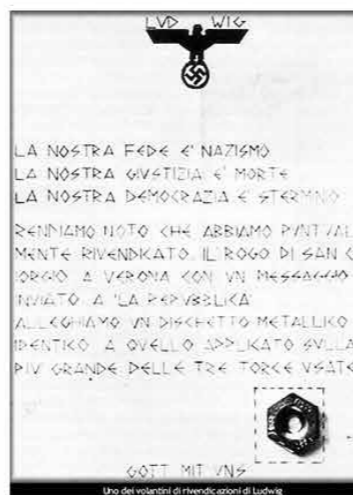 LVD WIG
LA NOSTRA FEDE E' NAZISMO
LA NOSTRA GIVSTIZIA E' MORTE
LA NOSTRA DEMOCRAZIA E' STERMINIO
RENDIAMO NOTO CHE ABBIAMO PVNTVAL
MENTE RIVENDICATO IL ROGO DI SAN G
IORGIO A VERONA CON VN MESSAGGIO
INVIATO A "LA REPVBBLICA"
ALLEGHIAMO VN DISCHETTO METALLICO
IDENTICO A QVELLO APPLICATO SVLLA
PIV' GRANDE DELLE TRE TORCE VSATE
GOTT MIT VNS
Uno dei volantini di rivendicazioni di Ludwig